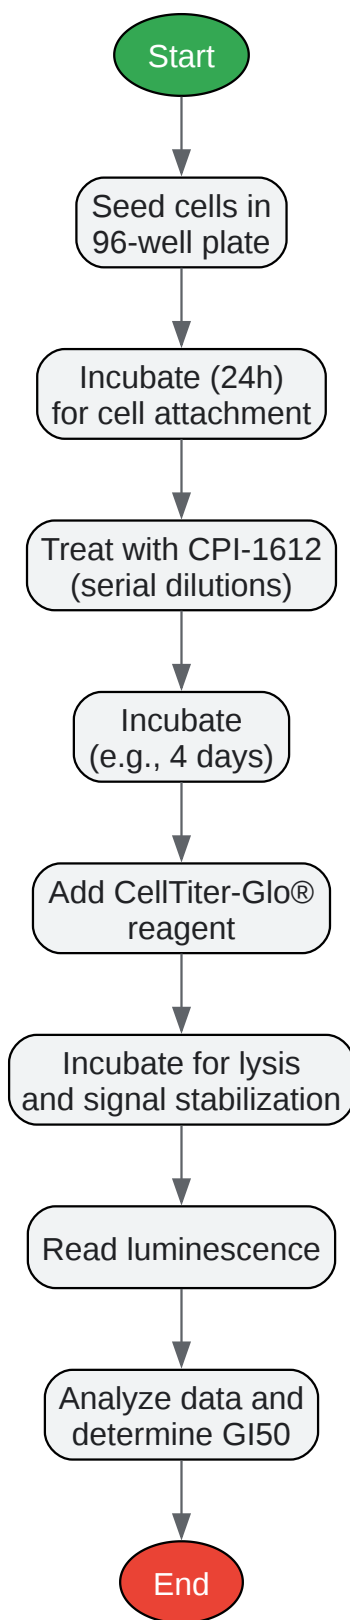 Start
Seed cells in
96-well plate
Incubate (24h)
for cell attachment
Treat with CPI-1612
(serial dilutions)
Incubate
(e.g., 4 days)
Add CellTiter-Glo®
reagent
Incubate for lysis
and signal stabilization
Read luminescence
Analyze data and
determine GI50
End